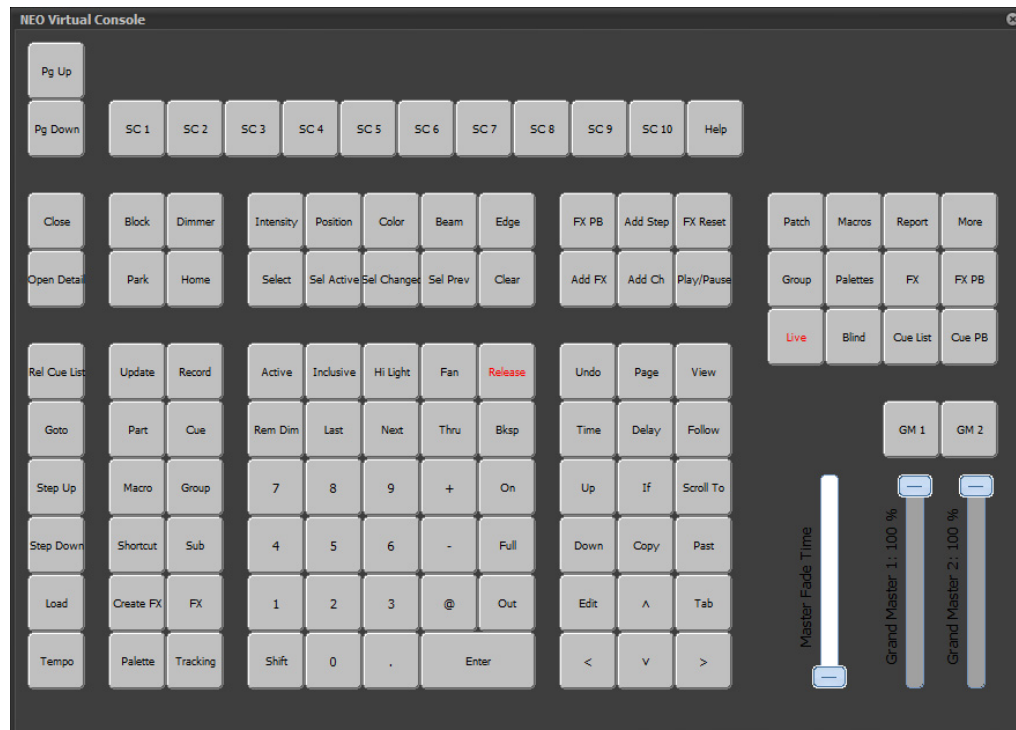 NEO Virtual Console
Pg Up
Pg Down SC 1 SC 2 SC 3 SC 4 SC 5 SC 6 SC 7 SC 8 SC 9 SC 10 Help
Close Block Dimmer Intensity Position Color Beam Edge FX PB Add Step FX Reset Patch Macros Report More
Open Detail Park Home Select Sel Active Sel Changed Sel Prev Clear Add FX Add Ch Play/Pause Group Palettes FX FX PB
Live Blind Cue List Cue PB
Rel Cue List Update Record Active Inclusive Hi Light Fan Release Undo Page View
Goto Part Cue Rem Dim Last Next Thru Bksp Time Delay Follow GM 1 GM 2
Step Up Macro Group 7 8 9 + On Up If Scroll To
Step Down Shortcut Sub 4 5 6 - Full Down Copy Past
Load Create FX FX 1 2 3 @ Out Edit ^ Tab
Tempo Palette Tracking Shift 0 . Enter < v >
Master Fade Time
Grand Master 1: 100 %
Grand Master 2: 100 %